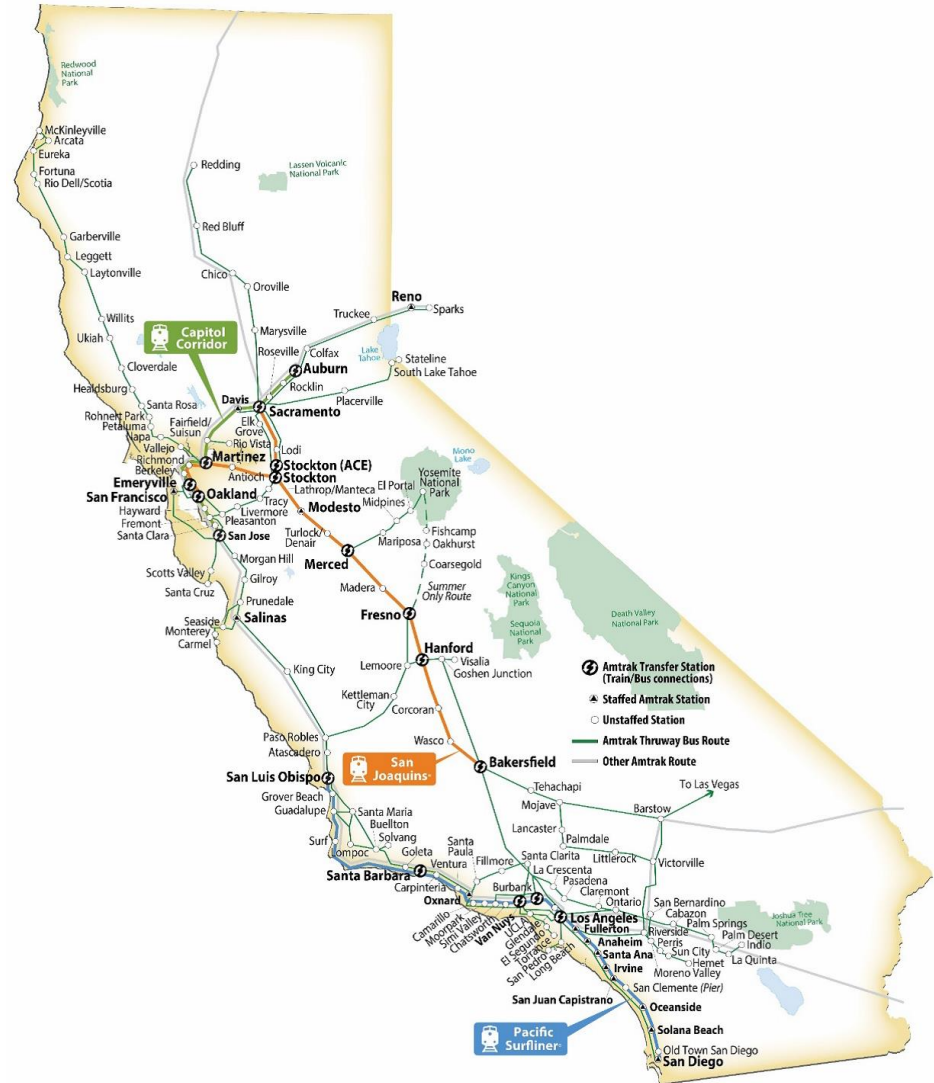 Redwood
National
Park
McKinleyville
Arcata
Eureka
Fortuna
Rio Dell/Scotia
Redding
Lassen Volcanic
National Park
Red Bluff
Garberville
Leggett
Laytonville
Chico
Oroville
Reno
Sparks
Truckee
Willits
Ukiah
Marysville
Capitol
Corridor
Roseville
Colfax
Lake
Tahoe
Stateline
South Lake Tahoe
Cloverdale
Auburn
Rocklin
Healdsburg
Placerville
Davis
Sacramento
Santa Rosa
Rohnert Park
Petaluma
Napa
Fairfield/
Suisun
Elk
Grove
Rio Vista
Lodi
Vallejo
Richmond
Berkeley
Martinez
Antioch
Stockton (ACE)
Stockton
Mono
Lake
Yosemite
National
Park
Emeryville
San Francisco
Oakland
Lathrop/Manteca
El Portal
Tracy
Livermore
Pleasanton
Modesto
Midpines
Hayward
Fremont
Santa Clara
San Jose
Turlock/
Denair
Mariposa
Fishcamp
Oakhurst
Merced
Coarsegold
Morgan Hill
Gilroy
Scotts Valley
Santa Cruz
Madera
Summer
Only Route
Kings
Canyon
National
Park
Sequoia
National
Park
Death Valley
National Park
Prunedale
Salinas
Fresno
Seaside
Monterey
Carmel
Hanford
Lemoore
Visalia
Goshen Junction
King City
Kettleman
City
Corcoran
Amtrak Transfer Station
(Train/Bus connections)
Staffed Amtrak Station
Unstaffed Station
Amtrak Thruway Bus Route
Other Amtrak Route
Paso Robles
Atascadero
Wasco
San
Joaquins®
San Luis Obispo
Bakersfield
To Las Vegas
Tehachapi
Mojave
Barstow
Grover Beach
Guadalupe
Santa Maria
Buellton
Solvang
Lancaster
Palmdale
Littlerock
Victorville
Surf
Lompoc
Goleta
Santa
Paula
Ventura
Fillmore
Santa Clarita
La Crescenta
Santa Barbara
Carpinteria
Oxnard
Burbank
Pasadena
Claremont
Ontario
San Bernardino
Cabazon
Palm Springs
Joshua Tree
National Park
Camarillo
Moorpark
Simi Valley
Chatsworth
Van Nuys
UCLA
Glendale
El Segundo
Torrance
San Pedro
Long Beach
Los Angeles
Fullerton
Anaheim
Santa Ana
Irvine
Riverside
Perris
Sun City
Hemet
Moreno Valley
Palm Desert
Indio
La Quinta
San Juan Capistrano
San Clemente (Pier)
Oceanside
Pacific
Surfliner®
Solana Beach
Old Town San Diego
San Diego